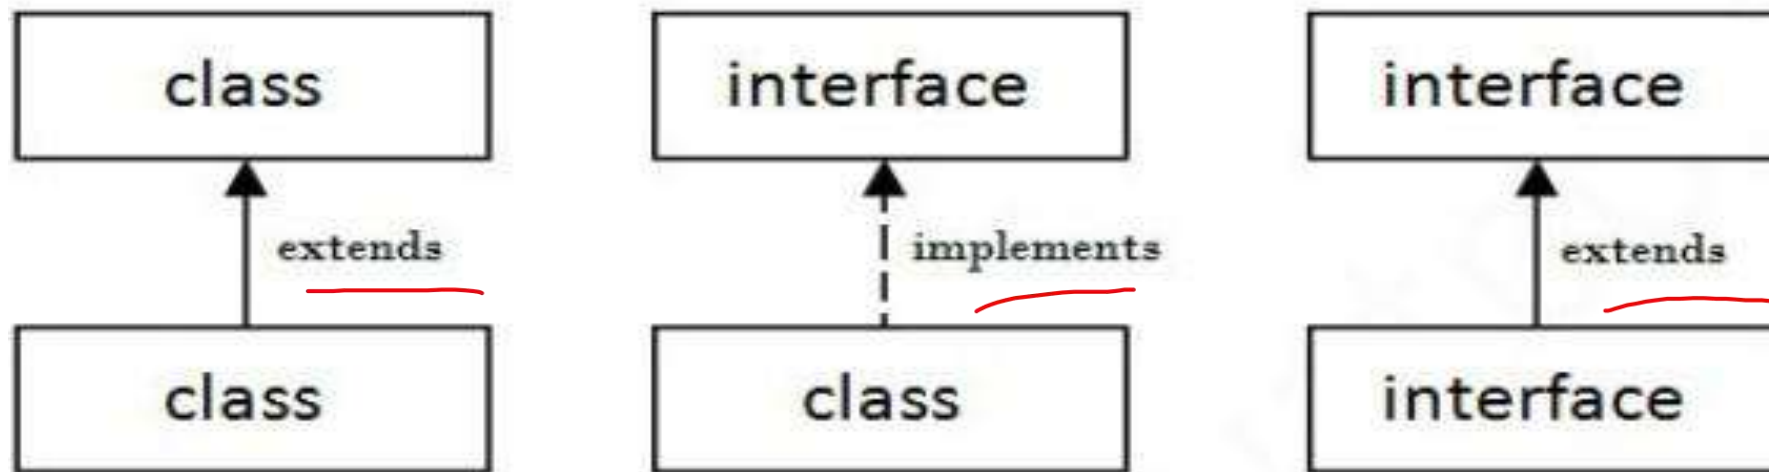 class interface interface
extends implements extends
class class interface